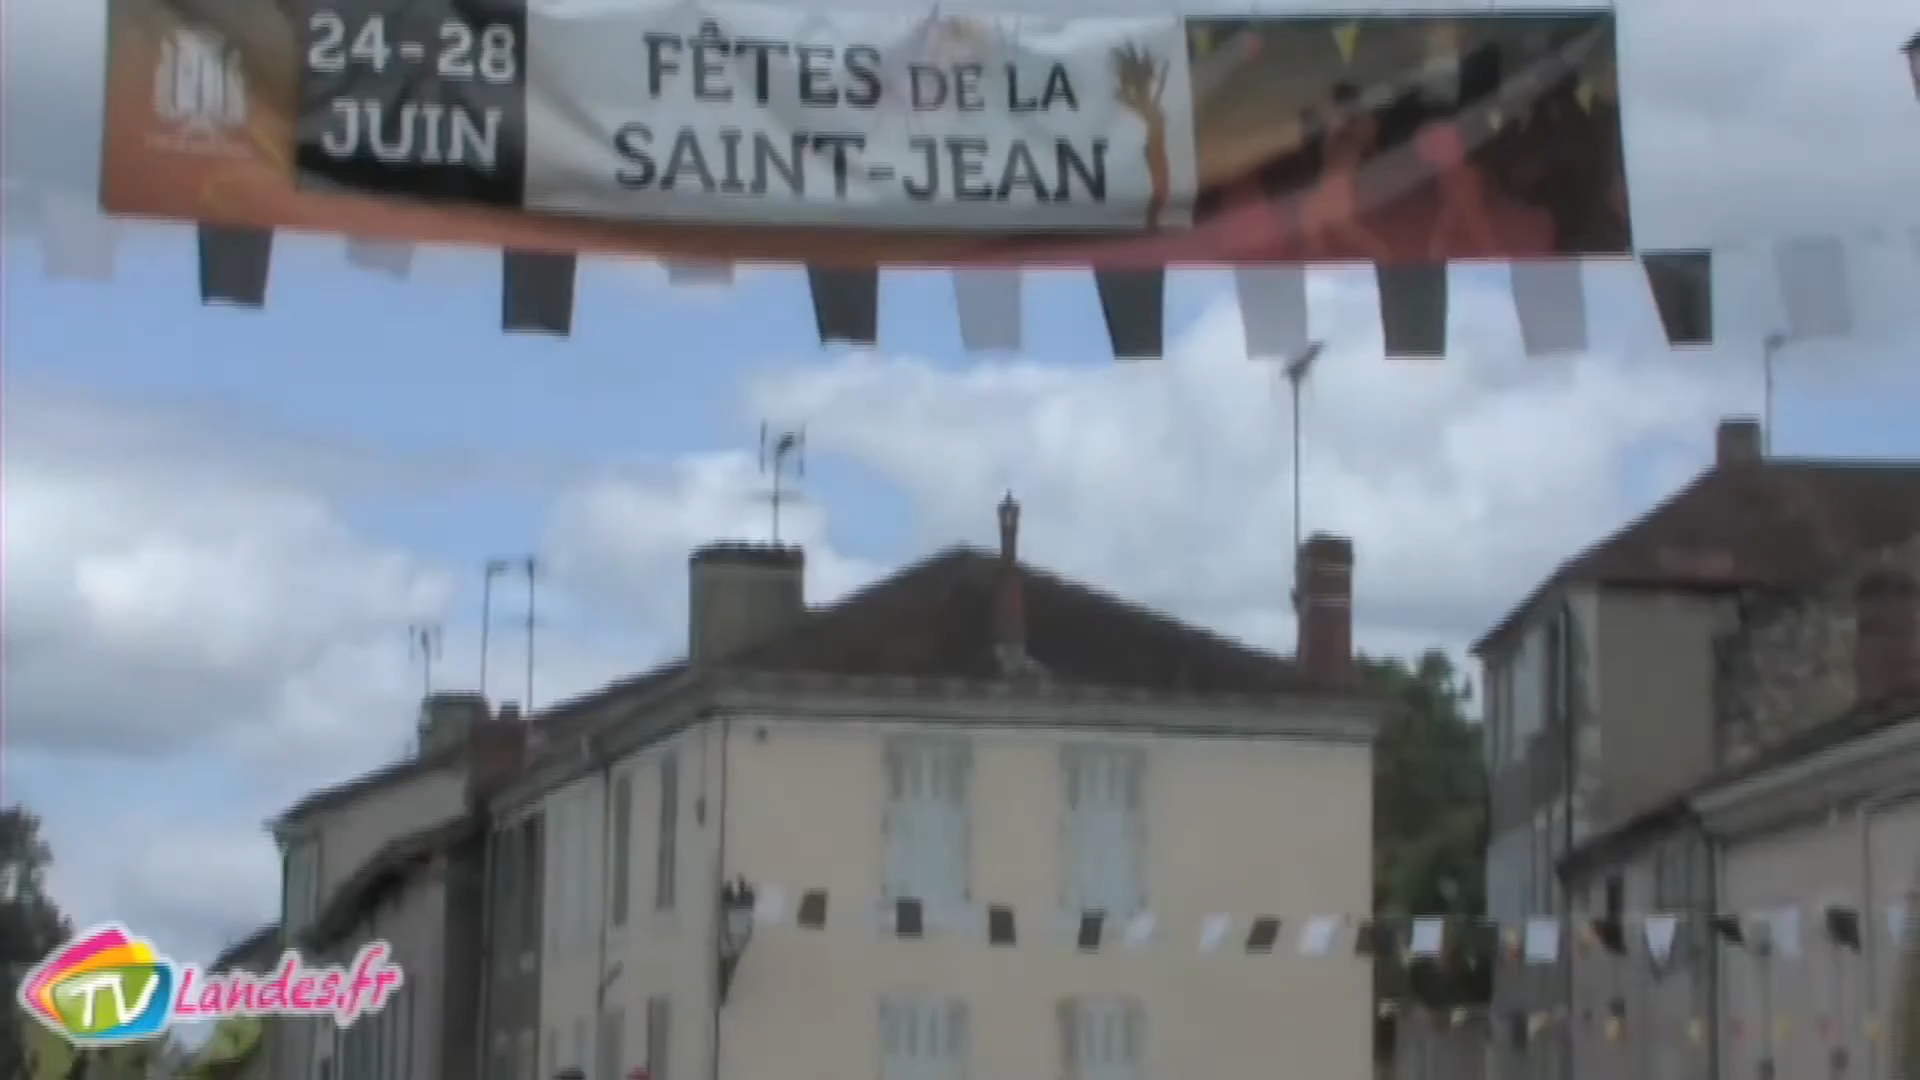 24-28
JUIN
FÊTES DE LA
SAINT-JEAN
TV Landes.fr